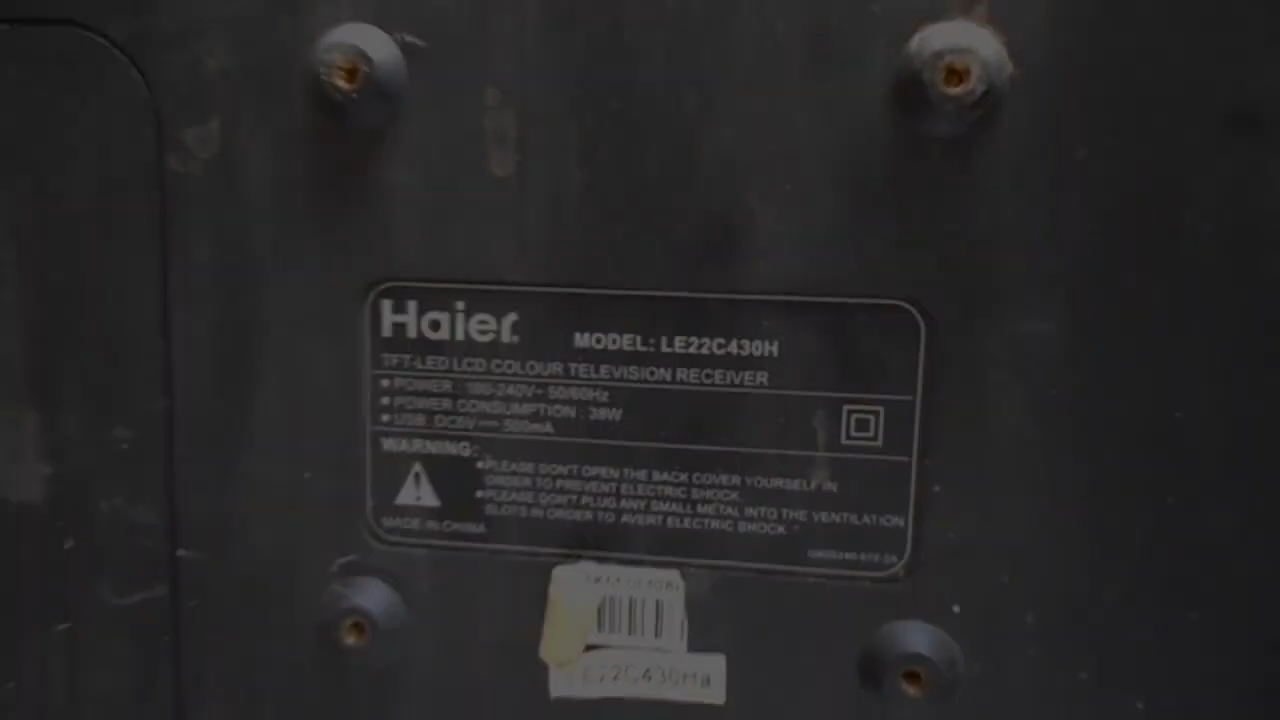 Haier
MODEL: LE22C430H
TFT-LED LCD COLOUR TELEVISION RECEIVER
• POWER : 100-240V~ 50/60Hz
• POWER CONSUMPTION : 38W
• USB: DC5V 500mA
WARNING:
•PLEASE DON'T OPEN THE BACK COVER YOURSELF IN
ORDER TO PREVENT ELECTRIC SHOCK.
•PLEASE DON'T PLUG ANY SMALL METAL INTO THE VENTILATION
SLOTS IN ORDER TO AVERT ELECTRIC SHOCK
MADE IN CHINA
LE22C430Ha